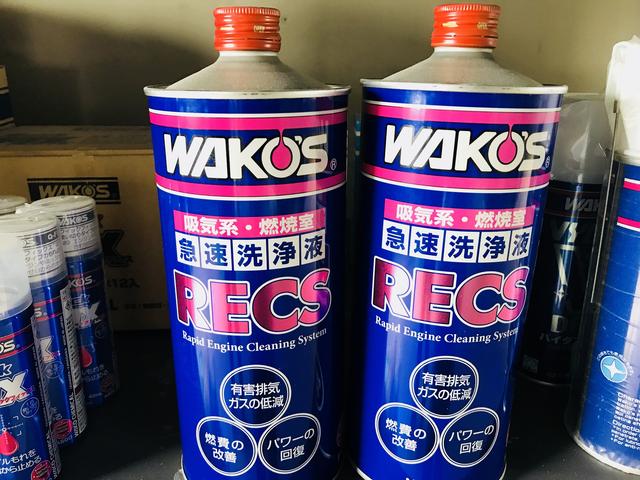 WAKO'S®
吸気系・燃焼室
急速洗浄液
RECS
Rapid Engine Cleaning System
有害排気
ガスの低減
燃費の
改善
パワーの
回復
WAKO'S®
吸気系・燃焼室
急速洗浄液
RECS
Rapid Engine Cleaning System
有害排気
ガスの低減
燃費の
改善
パワーの
回復
WAKO'S